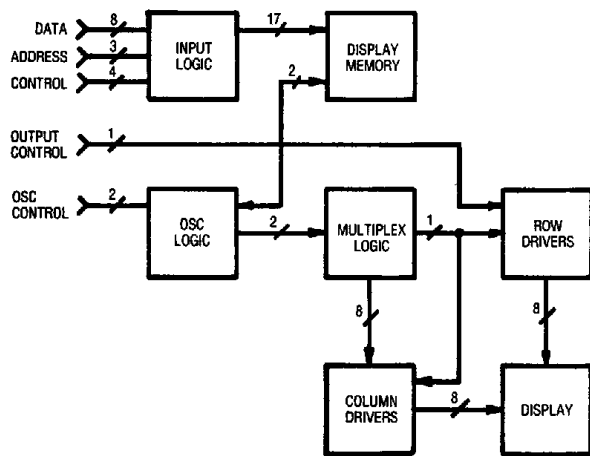 DATA 8 17
INPUT
LOGIC
DISPLAY
MEMORY
ADDRESS 3
CONTROL 4
2
OUTPUT
CONTROL
1
OSC
CONTROL
2
OSC
LOGIC
2
MULTIPLEX
LOGIC
1
ROW
DRIVERS
8
8
COLUMN
DRIVERS
8
DISPLAY